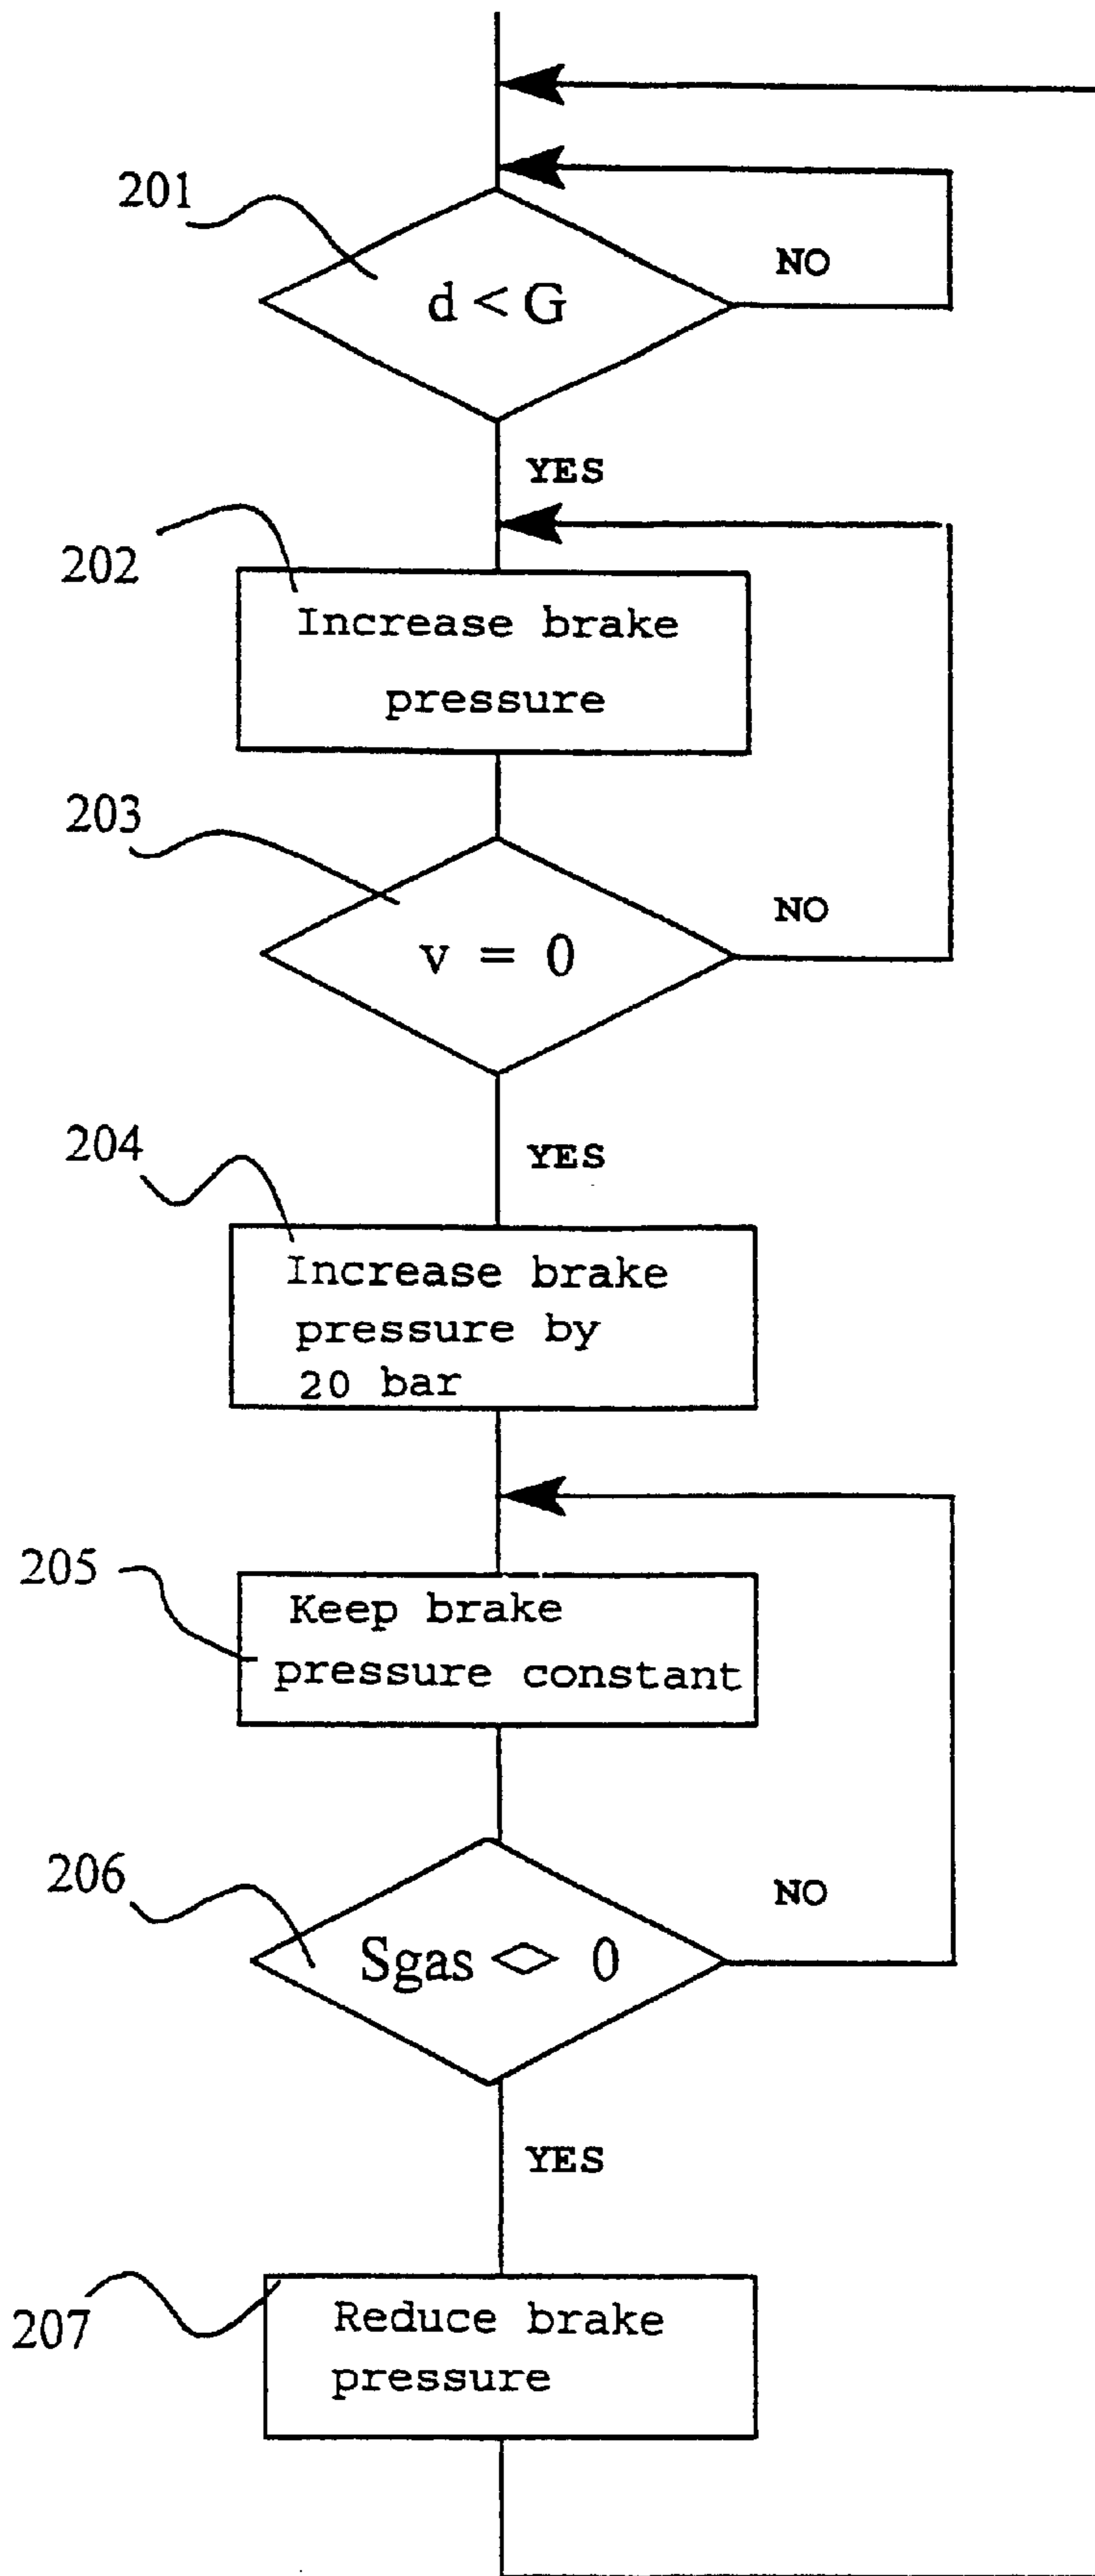 201
NO
d < G
YES
202
Increase brake
pressure
203
NO
v = 0
YES
204
Increase brake
pressure by
20 bar
205
Keep brake
pressure constant
206
NO
Sgas <> 0
YES
207
Reduce brake
pressure